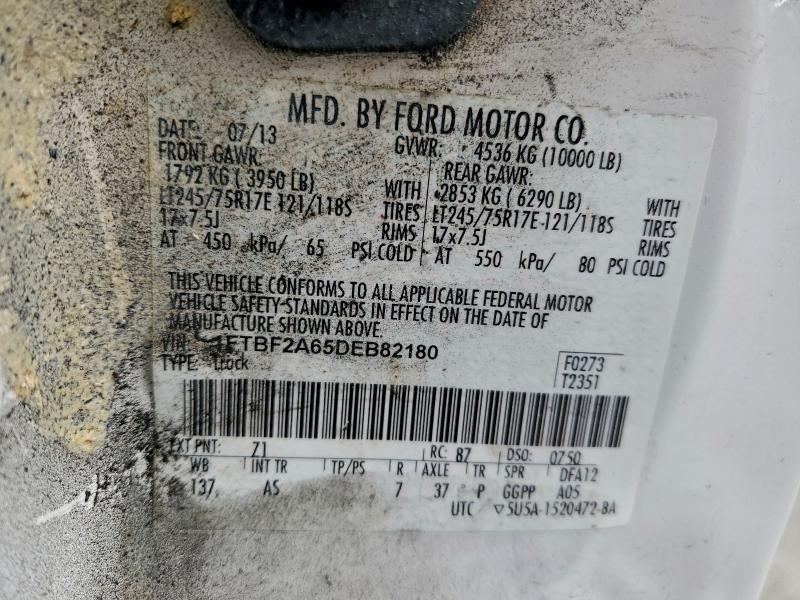 MFD. BY FORD MOTOR CO.
DATE: 07/13 GVWR: 4536 KG (10000 LB)
FRONT GAWR: REAR GAWR:
1792 KG ( 3950 LB) WITH 2853 KG ( 6290 LB) WITH
LT245/75R17E 121/118S TIRES LT245/75R17E 121/118S TIRES
17x7.5J RIMS 17x7.5J RIMS
AT 450 kPa/ 65 PSI COLD AT 550 kPa/ 80 PSI COLD
THIS VEHICLE CONFORMS TO ALL APPLICABLE FEDERAL MOTOR
VEHICLE SAFETY STANDARDS IN EFFECT ON THE DATE OF
MANUFACTURE SHOWN ABOVE.
VIN: 1FTBF2A65DEB82180
TYPE: Truck F0273
T2351
EXT PNT: Z1 RC: 87 DSO: 0750
WB INT TR TP/PS R AXLE TR SPR DFA12
137 AS 7 37 P GGPP A05
UTC ▽5U5A-1520472-BA